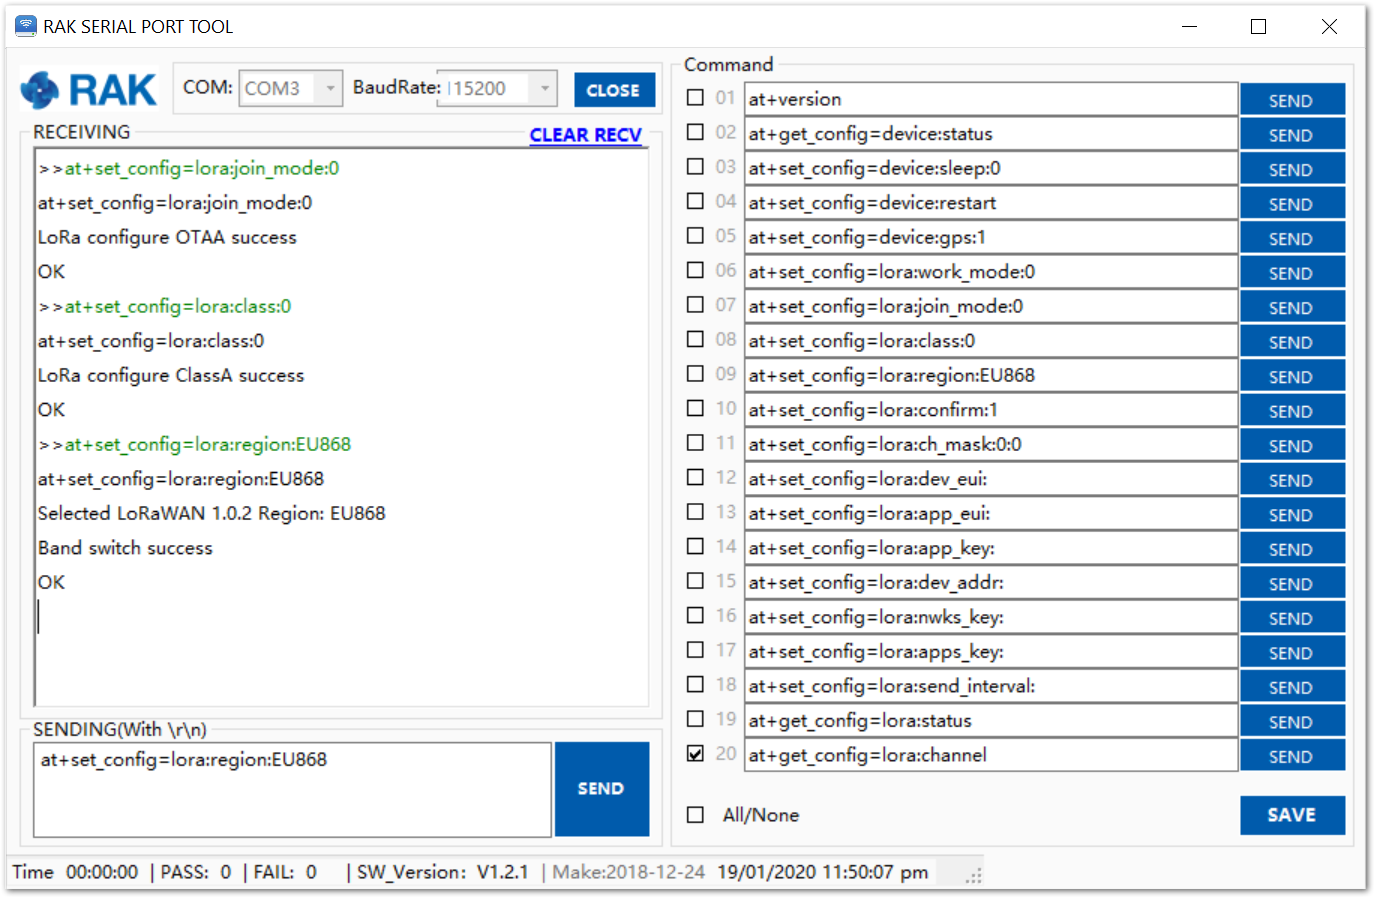 RAK SERIAL PORT TOOL
RAK
COM: COM3 BaudRate: 115200 CLOSE
RECEIVING CLEAR RECV
>>at+set_config=lora:join_mode:0
at+set_config=lora:join_mode:0
LoRa configure OTAA success
OK
>>at+set_config=lora:class:0
at+set_config=lora:class:0
LoRa configure ClassA success
OK
>>at+set_config=lora:region:EU868
at+set_config=lora:region:EU868
Selected LoRaWAN 1.0.2 Region: EU868
Band switch success
OK
SENDING(With \r\n)
at+set_config=lora:region:EU868
SEND
Command
01 at+version SEND
02 at+get_config=device:status SEND
03 at+set_config=device:sleep:0 SEND
04 at+set_config=device:restart SEND
05 at+set_config=device:gps:1 SEND
06 at+set_config=lora:work_mode:0 SEND
07 at+set_config=lora:join_mode:0 SEND
08 at+set_config=lora:class:0 SEND
09 at+set_config=lora:region:EU868 SEND
10 at+set_config=lora:confirm:1 SEND
11 at+set_config=lora:ch_mask:0:0 SEND
12 at+set_config=lora:dev_eui: SEND
13 at+set_config=lora:app_eui: SEND
14 at+set_config=lora:app_key: SEND
15 at+set_config=lora:dev_addr: SEND
16 at+set_config=lora:nwks_key: SEND
17 at+set_config=lora:apps_key: SEND
18 at+set_config=lora:send_interval: SEND
19 at+get_config=lora:status SEND
20 at+get_config=lora:channel SEND
All/None SAVE
Time 00:00:00 | PASS: 0 | FAIL: 0 | SW_Version: V1.2.1 | Make:2018-12-24 19/01/2020 11:50:07 pm